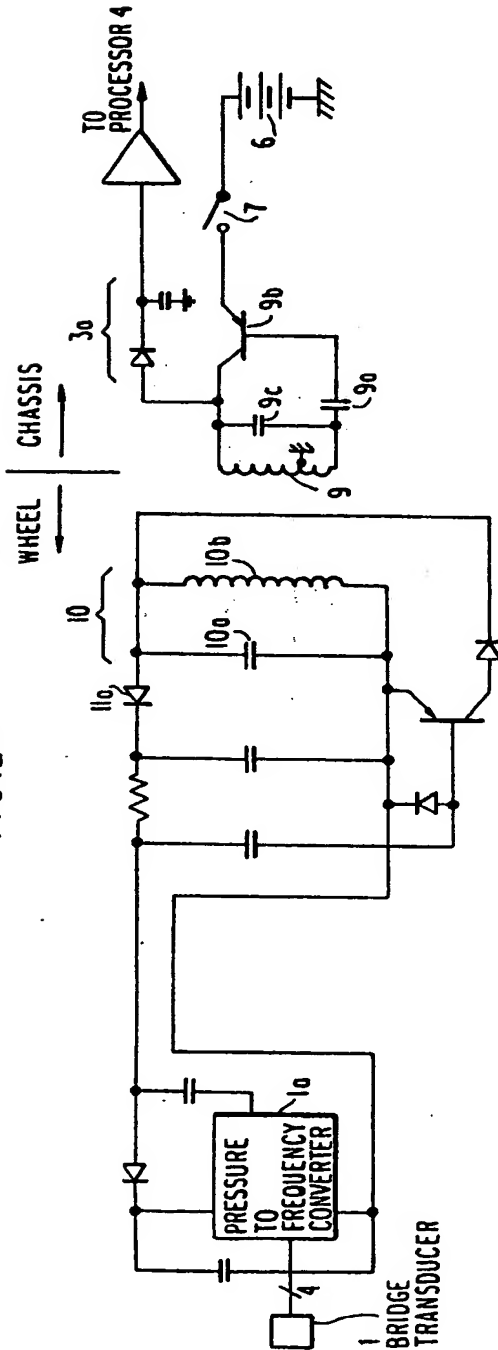 WHEEL
CHASSIS
TO
PROCESSOR 4
10
3a
11a
10a
10b
9
9c
9a
9b
7
6
PRESSURE
TO
FREQUENCY
CONVERTER
1a
4
1
BRIDGE
TRANSDUCER